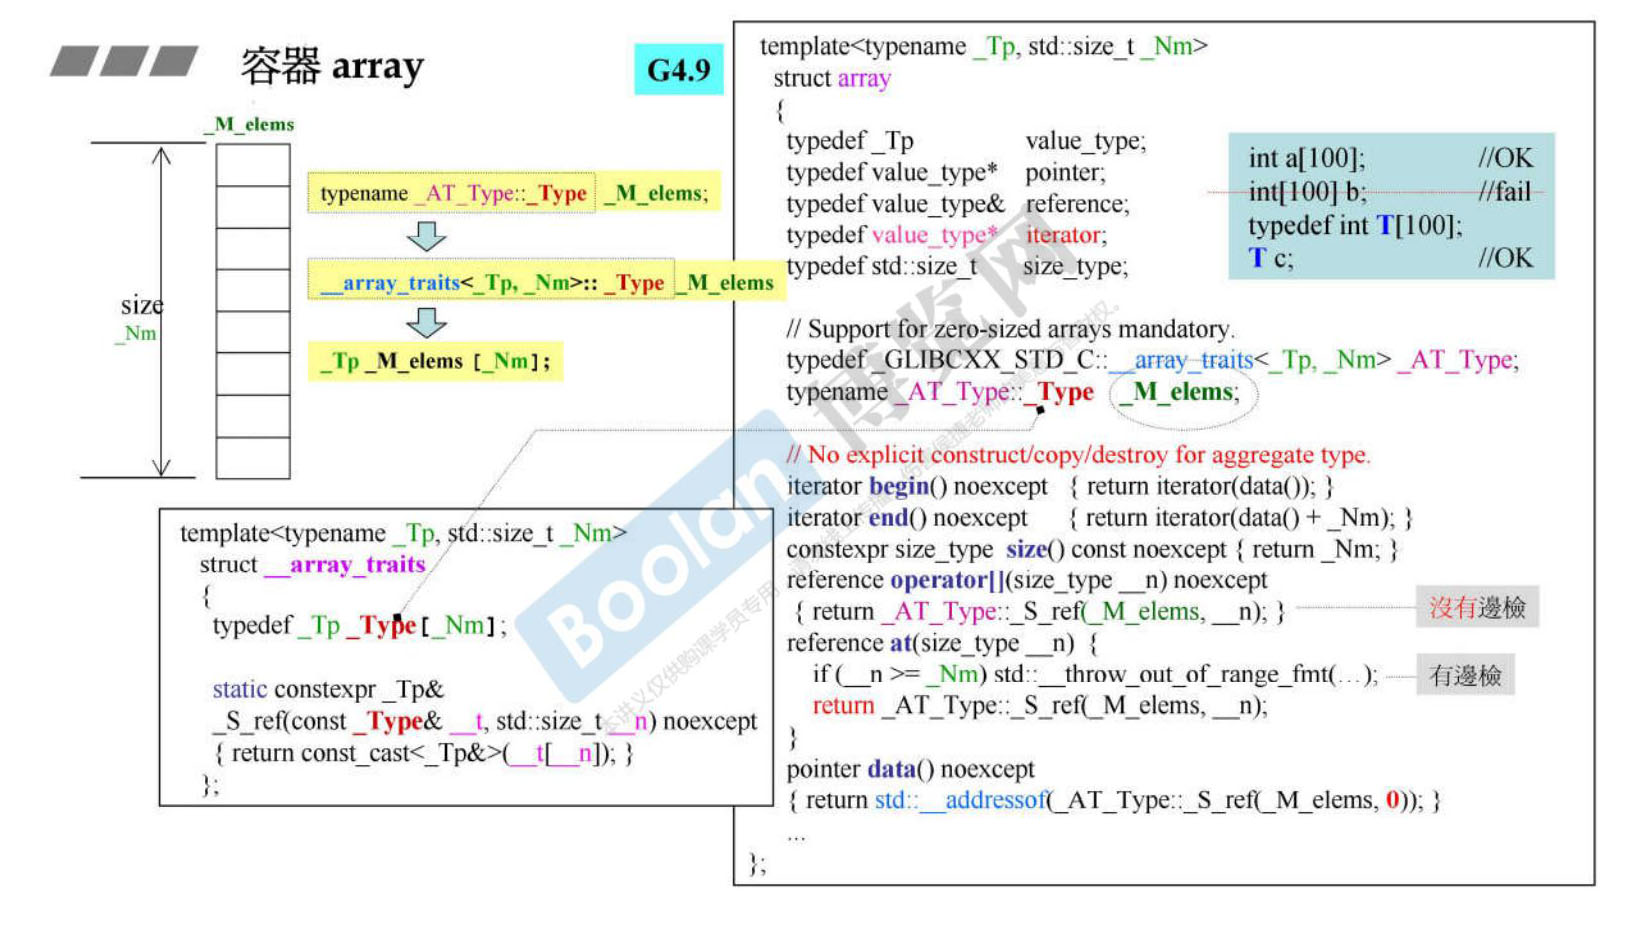 容器 array
G4.9
_M_elems
size
_Nm
typename _AT_Type::_Type _M_elems;
__array_traits<_Tp, _Nm>:: _Type _M_elems
_Tp _M_elems [_Nm];
template<typename _Tp, std::size_t _Nm>
struct __array_traits
{
typedef _Tp _Type[_Nm];
static constexpr _Tp&
_S_ref(const _Type& __t, std::size_t __n) noexcept
{ return const_cast<_Tp&>(__t[__n]); }
};
template<typename _Tp, std::size_t _Nm>
struct array
{
typedef _Tp value_type;
typedef value_type* pointer;
typedef value_type& reference;
typedef value_type* iterator;
typedef std::size_t size_type;
// Support for zero-sized arrays mandatory.
typedef _GLIBCXX_STD_C::__array_traits<_Tp, _Nm> _AT_Type;
typename _AT_Type::_Type _M_elems;
// No explicit construct/copy/destroy for aggregate type.
iterator begin() noexcept { return iterator(data()); }
iterator end() noexcept { return iterator(data() + _Nm); }
constexpr size_type size() const noexcept { return _Nm; }
reference operator[](size_type __n) noexcept
{ return _AT_Type::_S_ref(_M_elems, __n); }
reference at(size_type __n) {
if (__n >= _Nm) std::__throw_out_of_range_fmt(...);
return _AT_Type::_S_ref(_M_elems, __n);
}
pointer data() noexcept
{ return std::__addressof(_AT_Type::_S_ref(_M_elems, 0)); }
...
};
int a[100]; //OK
int[100] b; //fail
typedef int T[100];
T c; //OK
沒有邊檢
有邊檢
Boolan
博览网